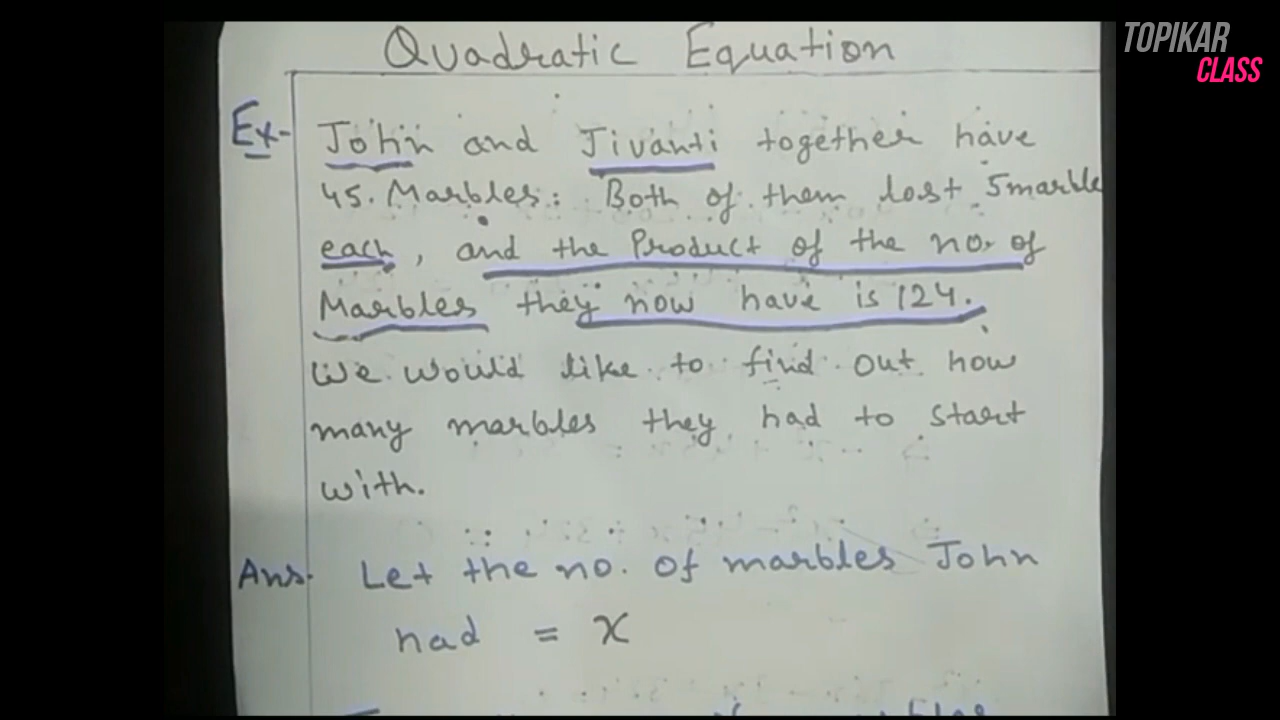 TOPIKAR
CLASS
Quadratic Equation
Ex- John and Jivanti together have
45. Marbles: Both of them lost 5 marble
each, and the Product of the no. of
Marbles they now have is 124.
We would like to find out how
many marbles they had to start
with.
Ans. Let the no. of marbles John
had = x